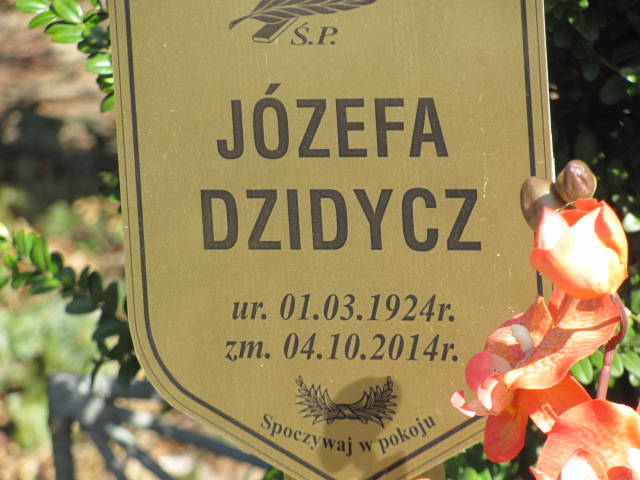 Ś.P.
JÓZEFA
DZIDYCZ
ur. 01.03.1924r.
zm. 04.10.2014r.
Spoczywaj w pokoju